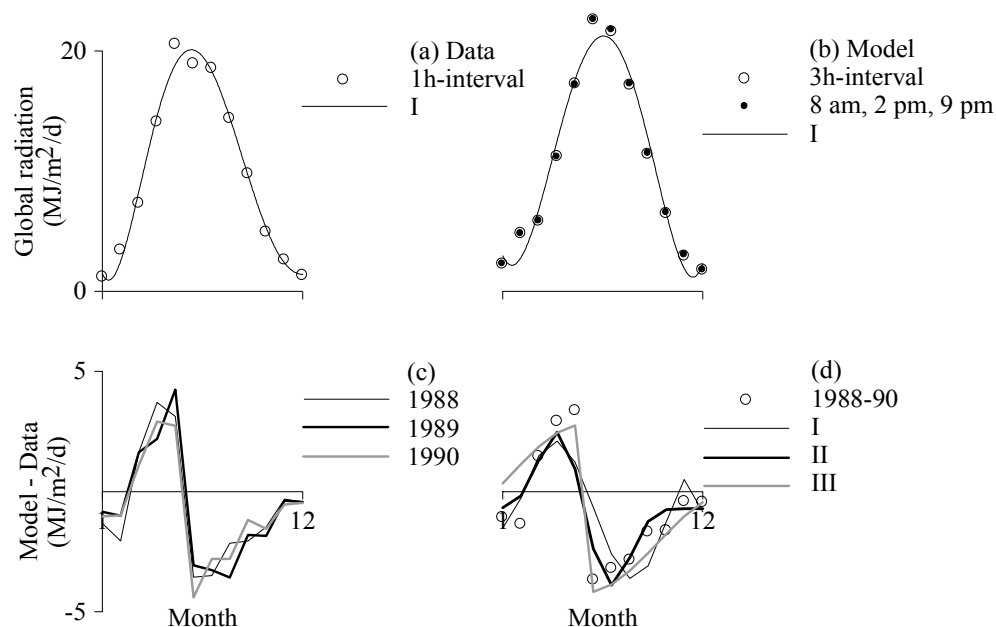 20
0
Global radiation
(MJ/m²/d)
(a) Data
1h-interval
I
(b) Model
3h-interval
8 am, 2 pm, 9 pm
I
5
-5
Model - Data
(MJ/m²/d)
1
12
Month
(c)
1988
1989
1990
1
12
Month
(d)
1988-90
I
II
III